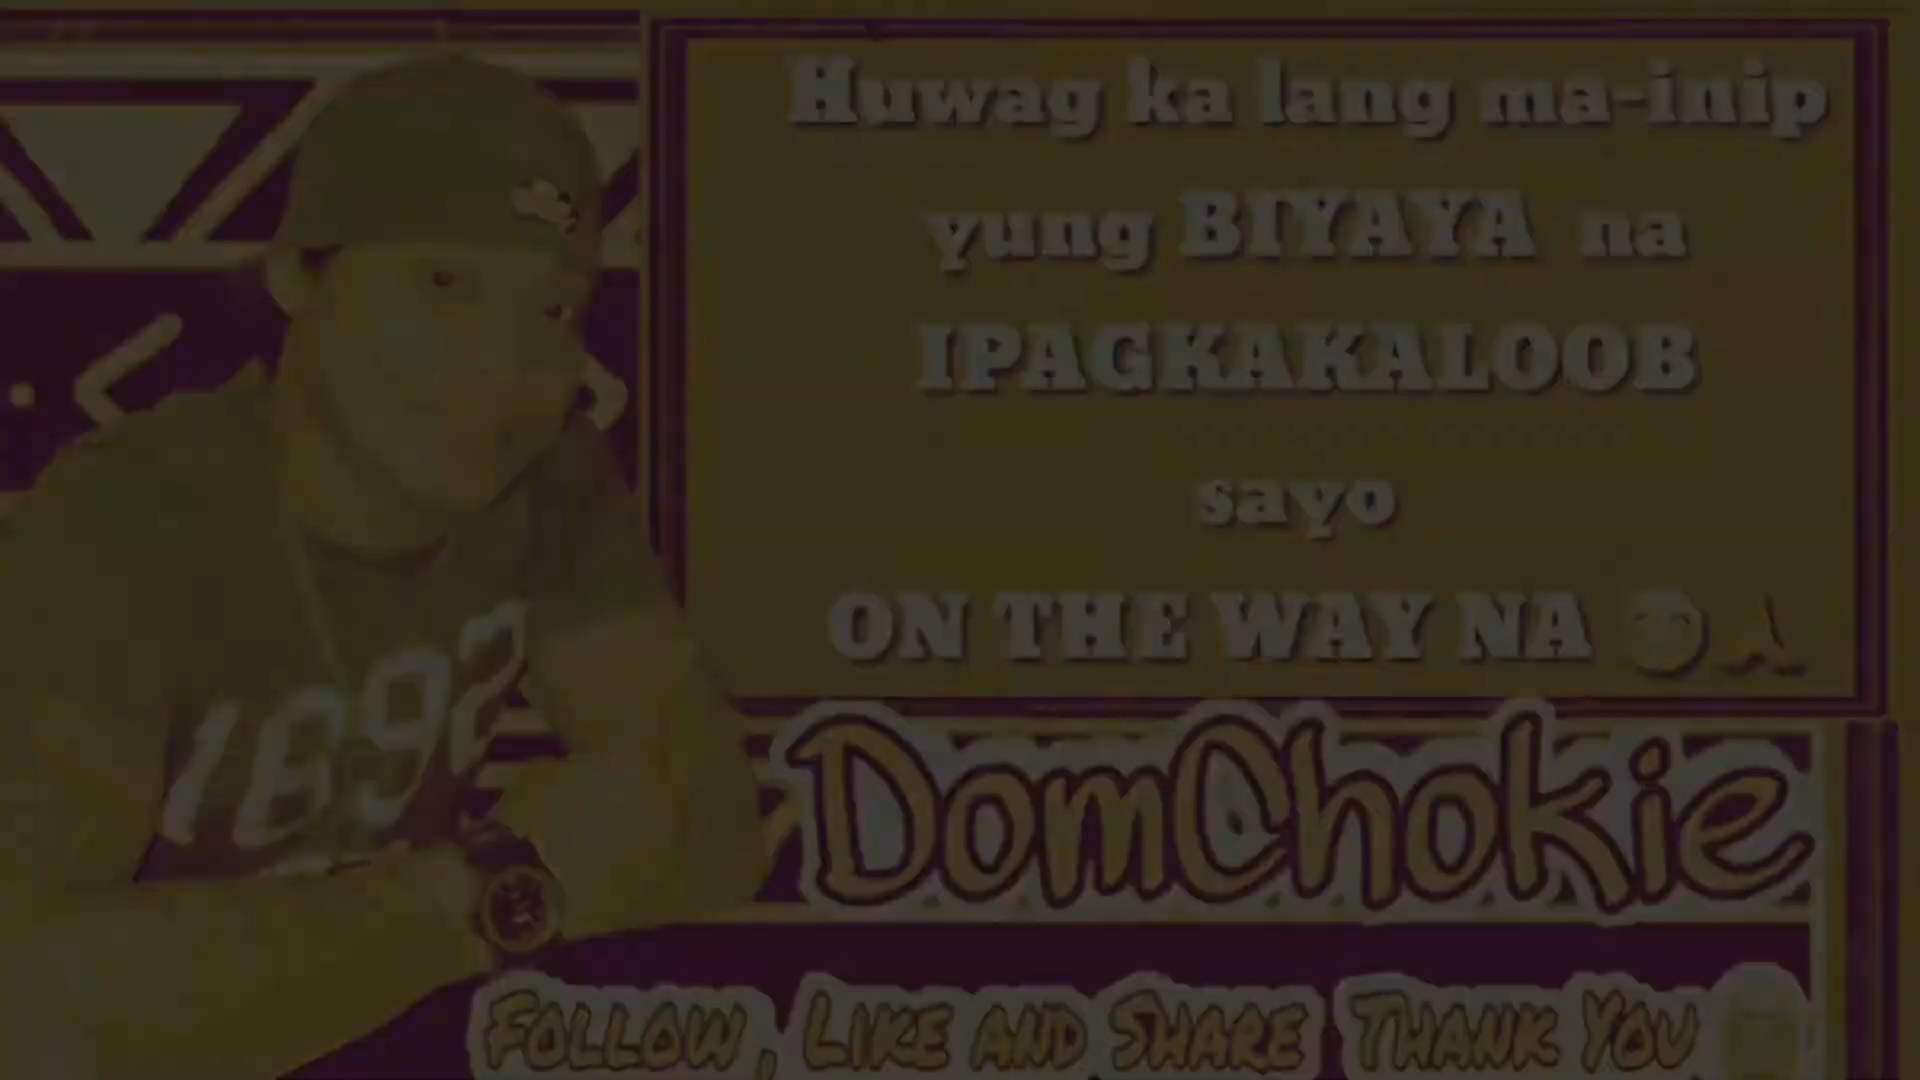 Huwag ka lang ma-inip
yung BIYAYA na
IPAGKAKALOOB
sayo
ON THE WAY NA 😇🙏
1892
DomChokie
FOLLOW, LIKE AND SHARE THANK YOU